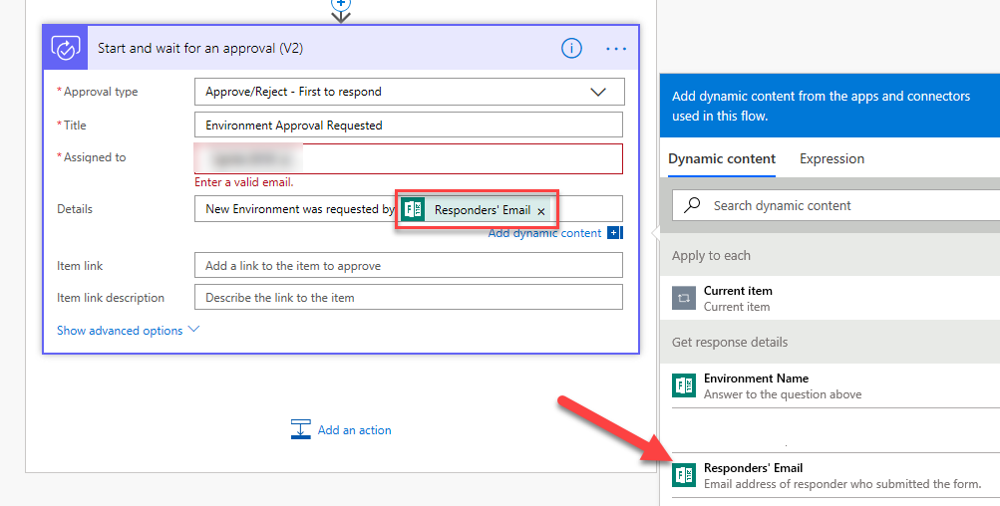 Start and wait for an approval (V2)
* Approval type
Approve/Reject - First to respond
* Title
Environment Approval Requested
* Assigned to
Enter a valid email.
Details
New Environment was requested by Responders' Email ×
Add dynamic content
Item link
Add a link to the item to approve
Item link description
Describe the link to the item
Show advanced options
Add an action
Add dynamic content from the apps and connectors
used in this flow.
Dynamic content
Expression
Search dynamic content
Apply to each
Current item
Current item
Get response details
Environment Name
Answer to the question above
Responders' Email
Email address of responder who submitted the form.